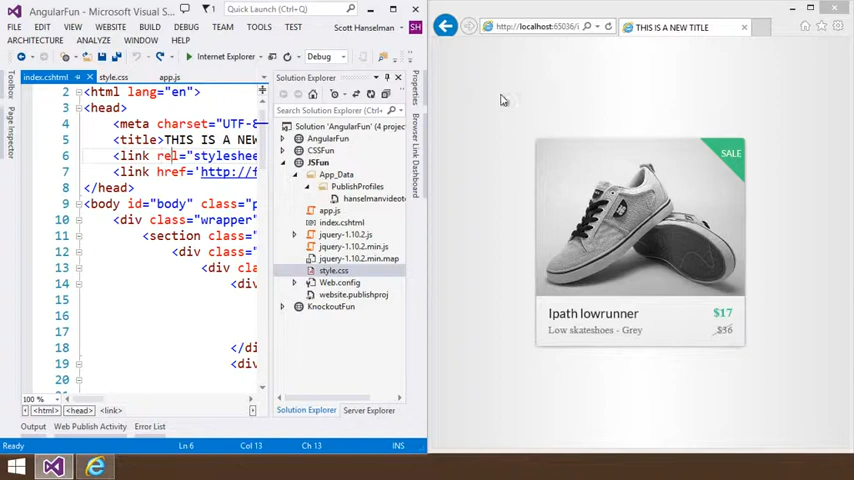 AngularFun - Microsoft Visual S...
Quick Launch (Ctrl+Q)
Scott Hanselman SH
FILE EDIT VIEW PROJECT BUILD DEBUG TEAM TOOLS TEST
ARCHITECTURE ANALYZE WINDOW HELP
Internet Explorer
Debug
index.cshtml
style.css
app.js
2 <html lang="en">
3 <head>
4 <meta charset="UTF-8
5 <title>THIS IS A NEW
6 <link rel="styleshee
7 <link href='http://f
8 </head>
9 <body id="body" class="p
10 <div class="wrapper"
11 <section class="
12 <div class="
13 <div cla
14 <div
15
16
17
18 </di
19 <div
20
100 %
<html> <head> <link>
Toolbox
Page Inspector
Solution Explorer
Search Solution Explorer (Ctrl+
Solution 'AngularFun' (4 projec
AngularFun
CSSFun
JSFun
App_Data
PublishProfiles
hanselmanvideote
app.js
index.cshtml
jquery-1.10.2.js
jquery-1.10.2.min.js
jquery-1.10.2.min.map
style.css
Web.config
website.publishproj
KnockoutFun
Solution Explorer Server Explorer
Properties
JavaScript Link Dashboard
Output Web Publish Activity Error List
Ready Ln 6 Col 13 Ch 13 INS
http://localhost:65036/i
THIS IS A NEW TITLE
SALE
Ipath lowrunner $17
Low skateshoes - Grey $36